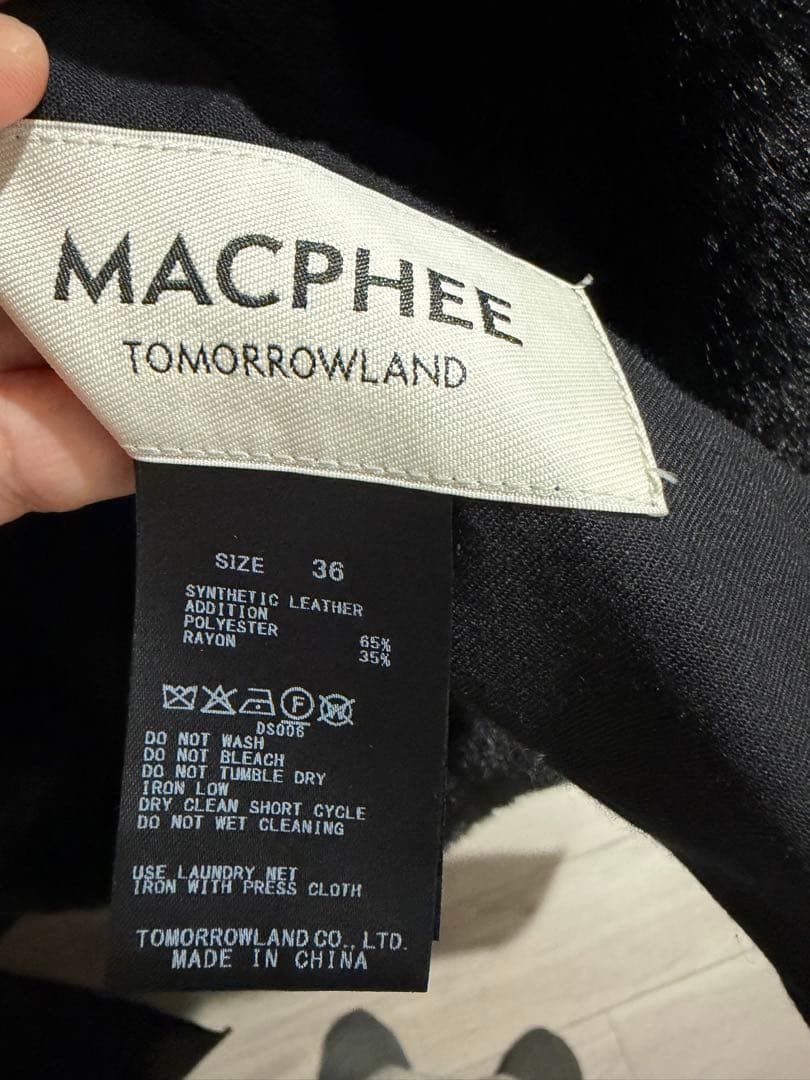 MACPHEE
TOMORROWLAND
SIZE 36
SYNTHETIC LEATHER
ADDITION
POLYESTER 65%
RAYON 35%
F W
DS006
DO NOT WASH
DO NOT BLEACH
DO NOT TUMBLE DRY
IRON LOW
DRY CLEAN SHORT CYCLE
DO NOT WET CLEANING
USE LAUNDRY NET
IRON WITH PRESS CLOTH
TOMORROWLAND CO., LTD.
MADE IN CHINA